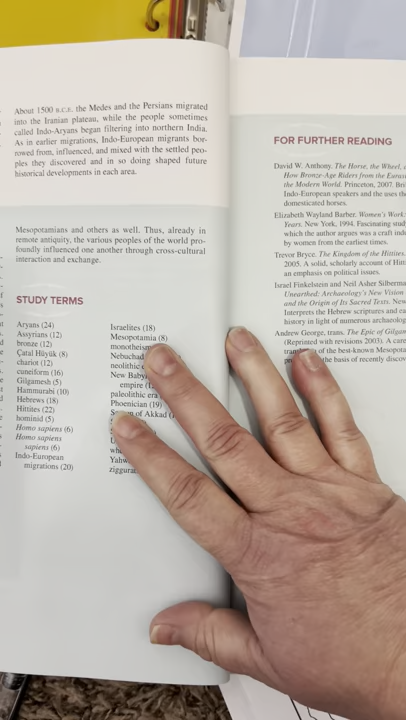 About 1500 B.C.E. the Medes and the Persians migrated
into the Iranian plateau, while the people sometimes
called Indo-Aryans began filtering into northern India.
As in earlier migrations, Indo-European migrants bor-
rowed from, influenced, and mixed with the settled peo-
ples they discovered and in so doing shaped future
historical developments in each area.
Mesopotamians and others as well. Thus, already in
remote antiquity, the various peoples of the world pro-
foundly influenced one another through cross-cultural
interaction and exchange.
STUDY TERMS
Aryans (24)
Assyrians (12)
bronze (12)
Çatal Hüyük (8)
chariot (12)
cuneiform (16)
Gilgamesh (5)
Hammurabi (10)
Hebrews (18)
Hittites (22)
hominid (5)
Homo sapiens (6)
Homo sapiens
sapiens (6)
Indo-European
migrations (20)
Israelites (18)
Mesopotamia (8)
monotheism
Nebuchad
neolithic
New Baby
empire
paleolithic era
Phoenician (19)
of Akkad
Yahw
ziggura
FOR FURTHER READING
David W. Anthony. The Horse, the Wheel,
How Bronze-Age Riders from the Euras
the Modern World. Princeton, 2007.
Indo-European speakers and the uses
domesticated horses.
Elizabeth Wayland Barber. Women's Work:
Years. New York, 1994. Fascinating study
which the argues was a craft
by women from the earliest times.
Trevor Bryce. The Kingdom of the Hittites.
2005. A solid, scholarly account of
an emphasis on political issues.
Israel Finkelstein and Neil Asher Silberma
Unearthed: Archaeology's New Vision
and the Origin of Its Sacred Texts. New
Interprets the Hebrew scriptures and
history in light of numerous archaeolog
Andrew George, trans. The Epic of Gilgam
(Reprinted with revisions 2003). A care
of the best-known Mesopota
the basis of recently discov